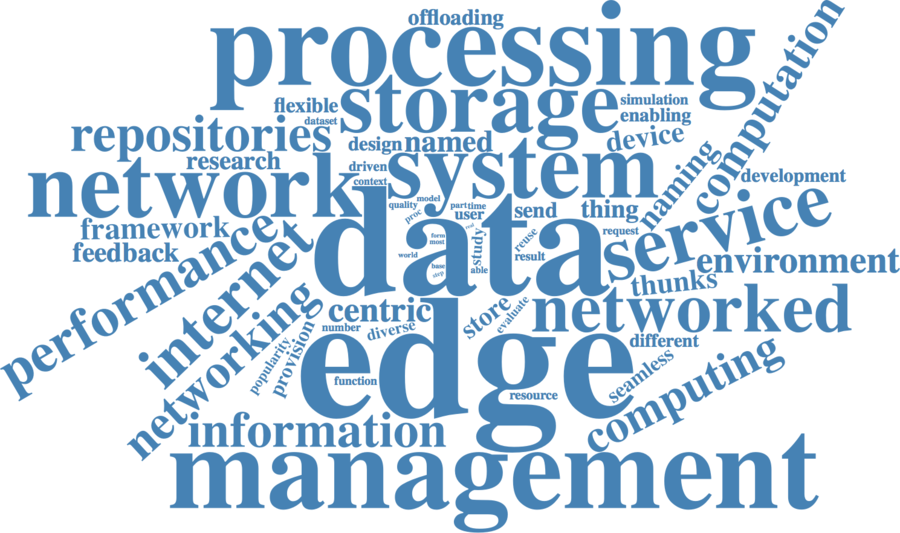 offloading
processing
flexible
storage
simulation
dataset
enabling
computation
repositories
design
named
device
research
system
driven
naming
network
context
development
quality
model
proc
part
time
user
send
thing
service
framework
data
form
most
real
study
reuse
request
feedback
world
result
environment
base
step
able
performance
internet
thunks
centric
store
evaluate
networked
networking
number
diverse
edge
different
popularity
provision
function
resource
seamless
computing
information
management